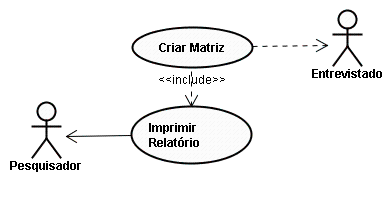 Criar Matriz
Entrevistado
<<include>>
Imprimir
Relatório
Pesquisador